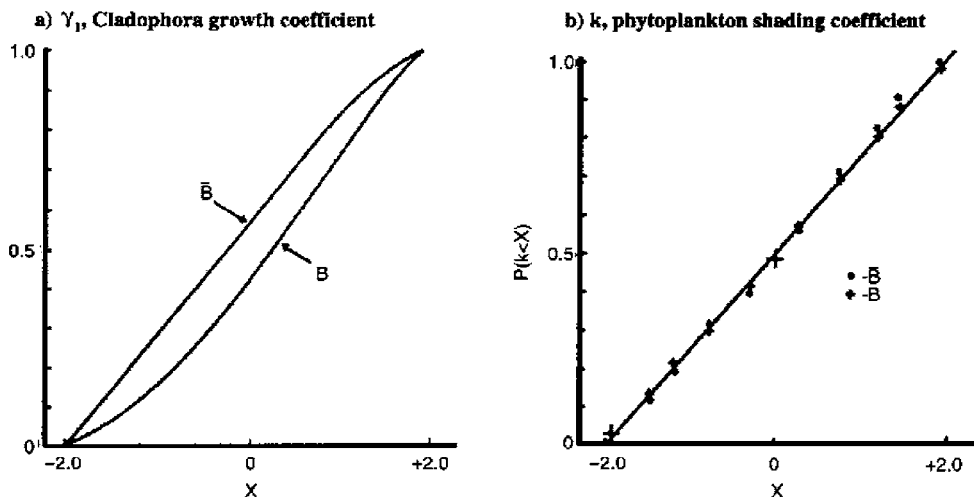 a) γ₁, Cladophora growth coefficient
1.0
B̄
0.5
B
0
-2.0
0
+2.0
X
b) k, phytoplankton shading coefficient
1.0
P(k<X)
0.5
-B̄
-B
0
-2.0
0
+2.0
X